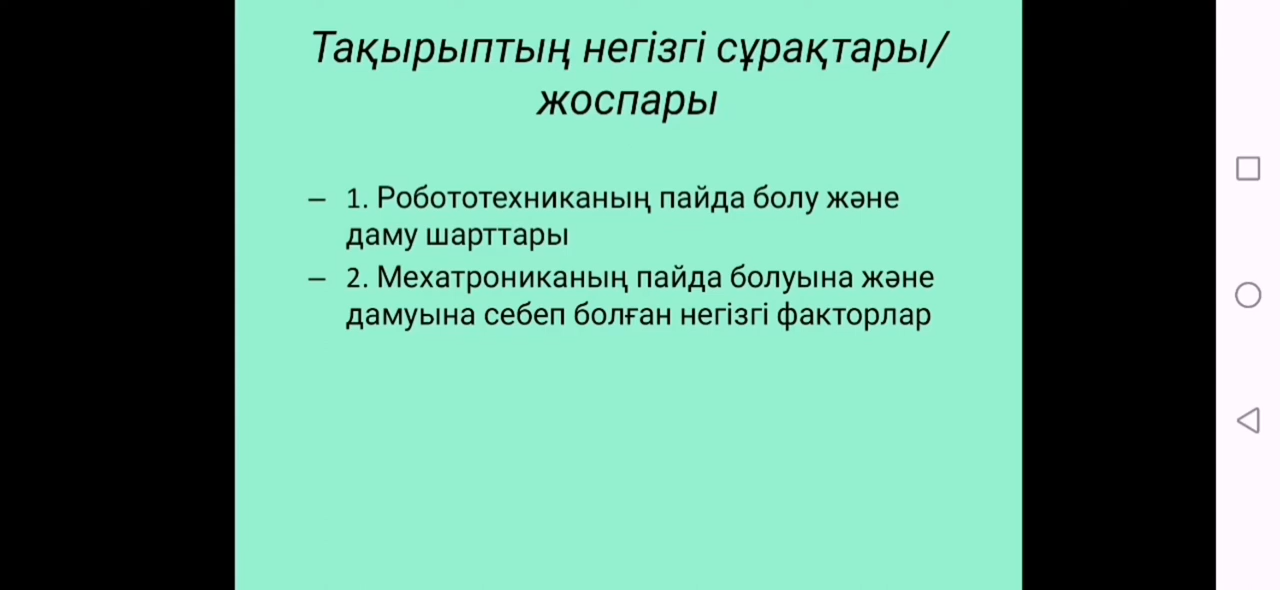 Тақырыптың негізгі сұрақтары/
жоспары
– 1. Робототехниканың пайда болу және
даму шарттары
– 2. Мехатрониканың пайда болуына және
дамуына себеп болған негізгі факторлар